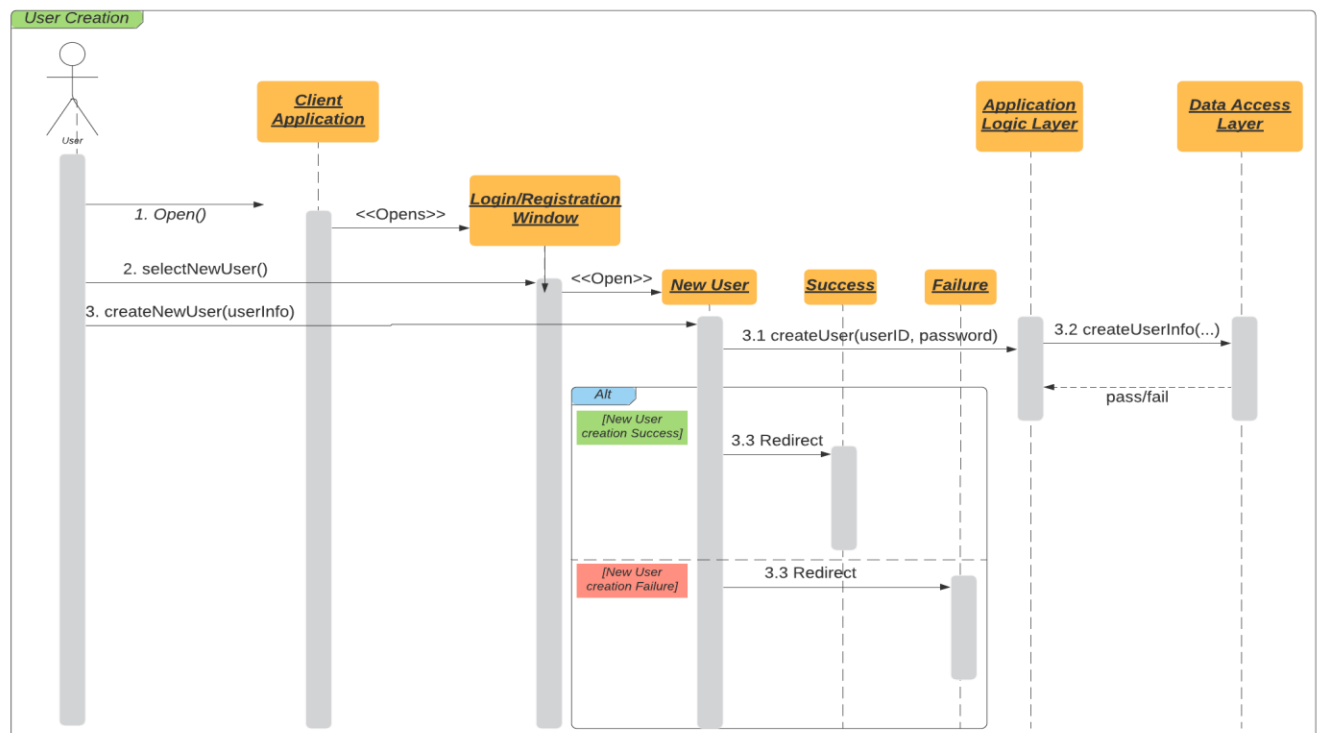 User Creation
User
Client
Application
Application
Logic Layer
Data Access
Layer
Login/Registration
Window
1. Open()
<<Opens>>
2. selectNewUser()
<<Open>>
New User
Success
Failure
3. createNewUser(userInfo)
3.1 createUser(userID, password)
3.2 createUserInfo(...)
pass/fail
Alt
[New User
creation Success]
3.3 Redirect
[New User
creation Failure]
3.3 Redirect